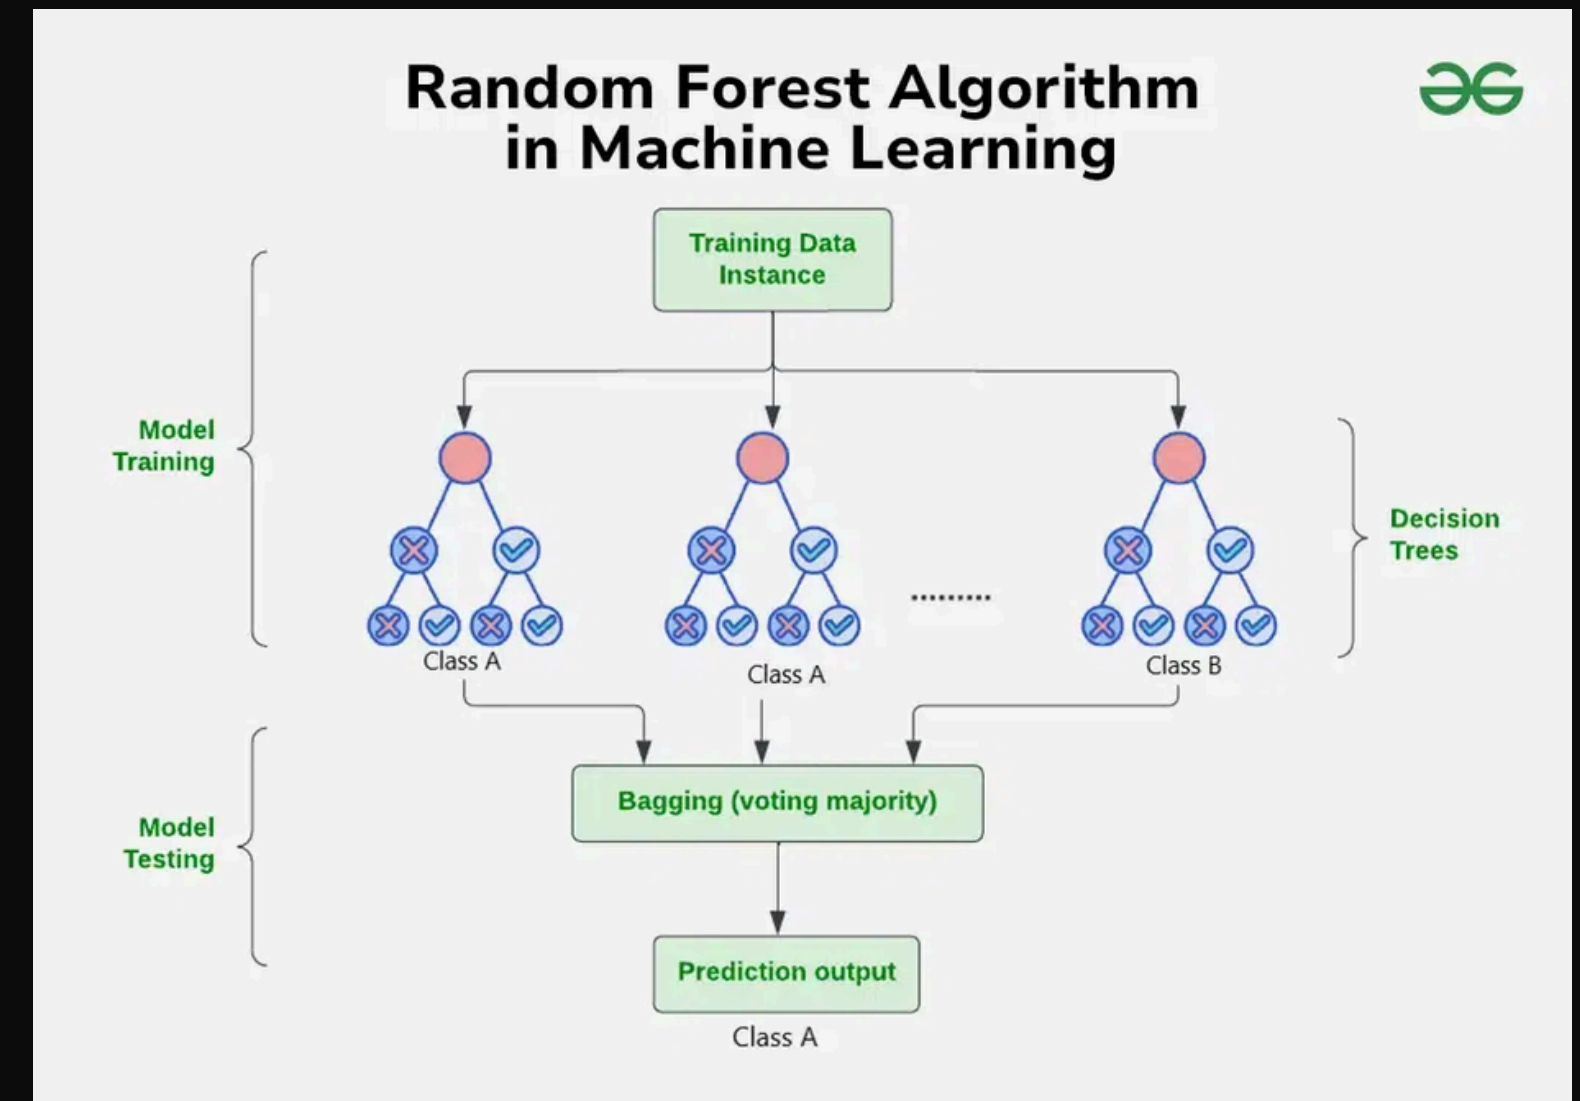 Random Forest Algorithm
in Machine Learning
Training Data
Instance
Model
Training
Decision
Trees
Class A
Class A
.........
Class B
Bagging (voting majority)
Model
Testing
Prediction output
Class A